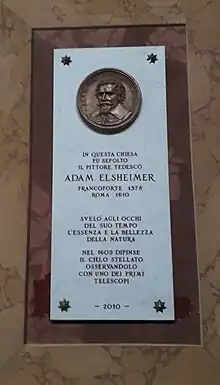 IN QUESTA CHIESA
FU SEPOLTO
IL PITTORE TEDESCO
ADAM ELSHEIMER
FRANCOFORTE 1578
ROMA 1610
SVELÒ AGLI OCCHI
DEL SUO TEMPO
L'ESSENZA E LA BELLEZZA
DELLA NATURA
NEL 1609 DIPINSE
IL CIELO STELLATO
OSSERVANDOLO
CON UNO DEI PRIMI
TELESCOPI
– 2010 –